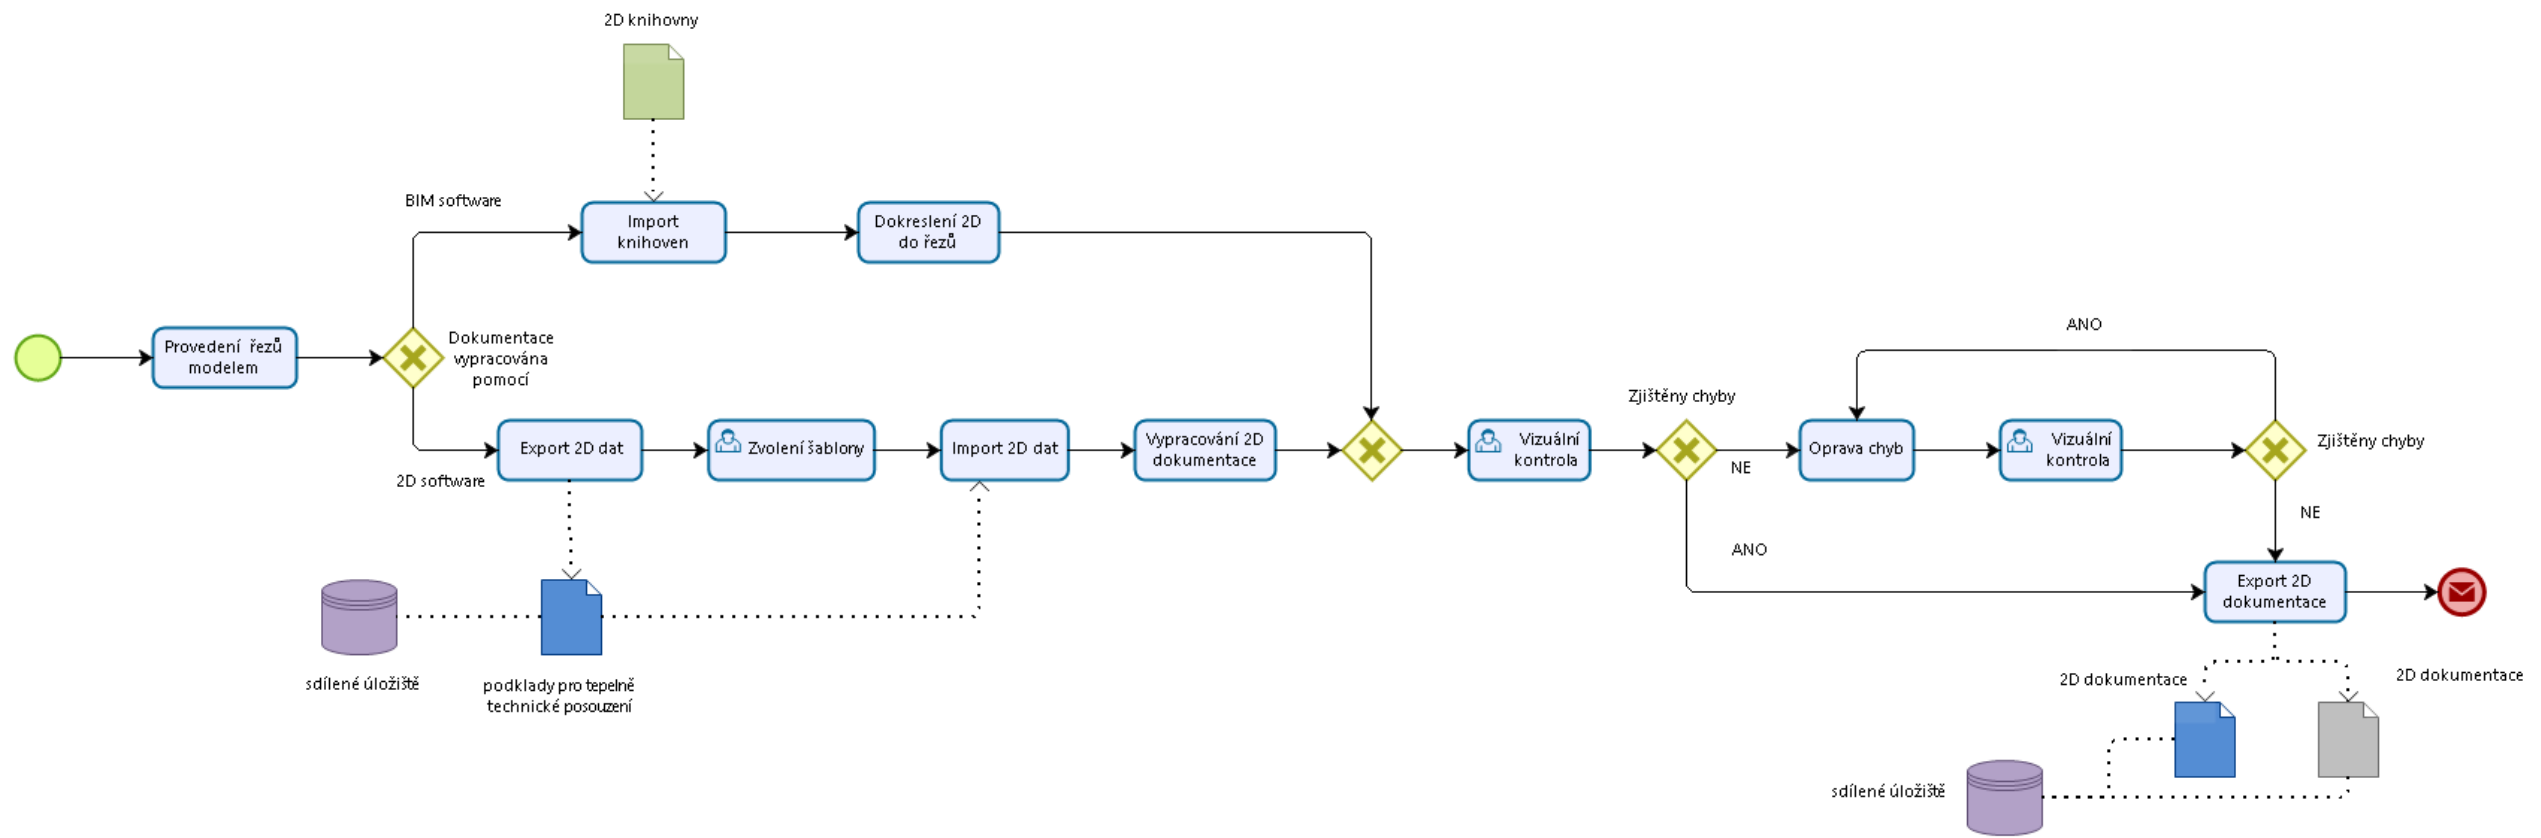 2D knihovny
BIM software
Import
knihoven
Dokreslení 2D
do řezů
Provedení řezů
modelem
Dokumentace
vypracována
pomocí
2D software
Export 2D dat
Zvolení šablony
Import 2D dat
Vypracování 2D
dokumentace
Vizuální
kontrola
Zjištěny chyby
NE
ANO
Oprava chyb
Vizuální
kontrola
ANO
Zjištěny chyby
NE
Export 2D
dokumentace
sdílené úložiště
podklady pro tepelně
technické posouzení
2D dokumentace
2D dokumentace
sdílené úložiště